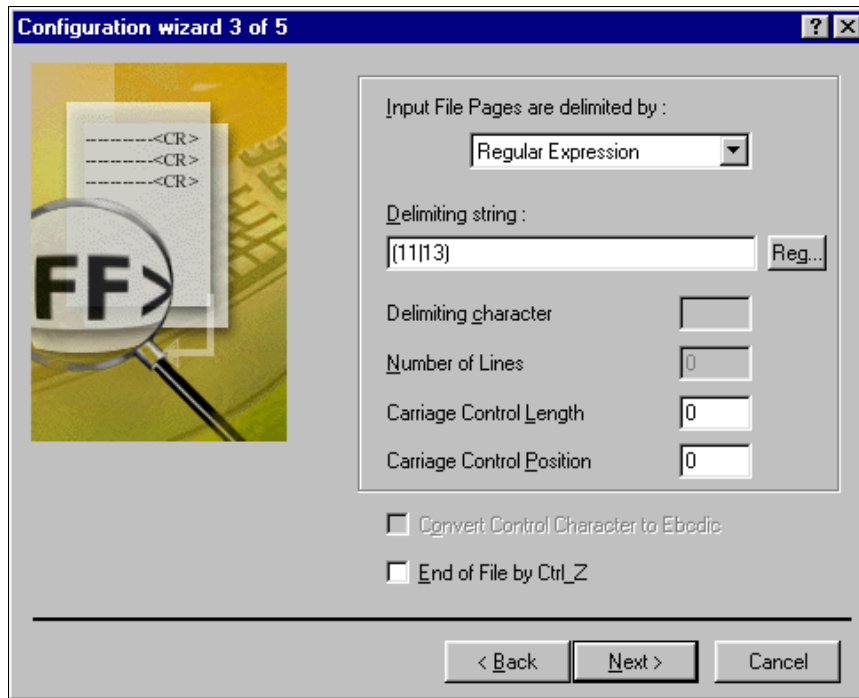 Configuration wizard 3 of 5
---------<CR>
---------<CR>
---------<CR>
FF>
Input File Pages are delimited by :
Regular Expression
Delimiting string :
(11|13)
Reg...
Delimiting character
Number of Lines
0
Carriage Control Length
0
Carriage Control Position
0
Convert Control Character to Ebcdic
End of File by Ctrl_Z
< Back
Next >
Cancel